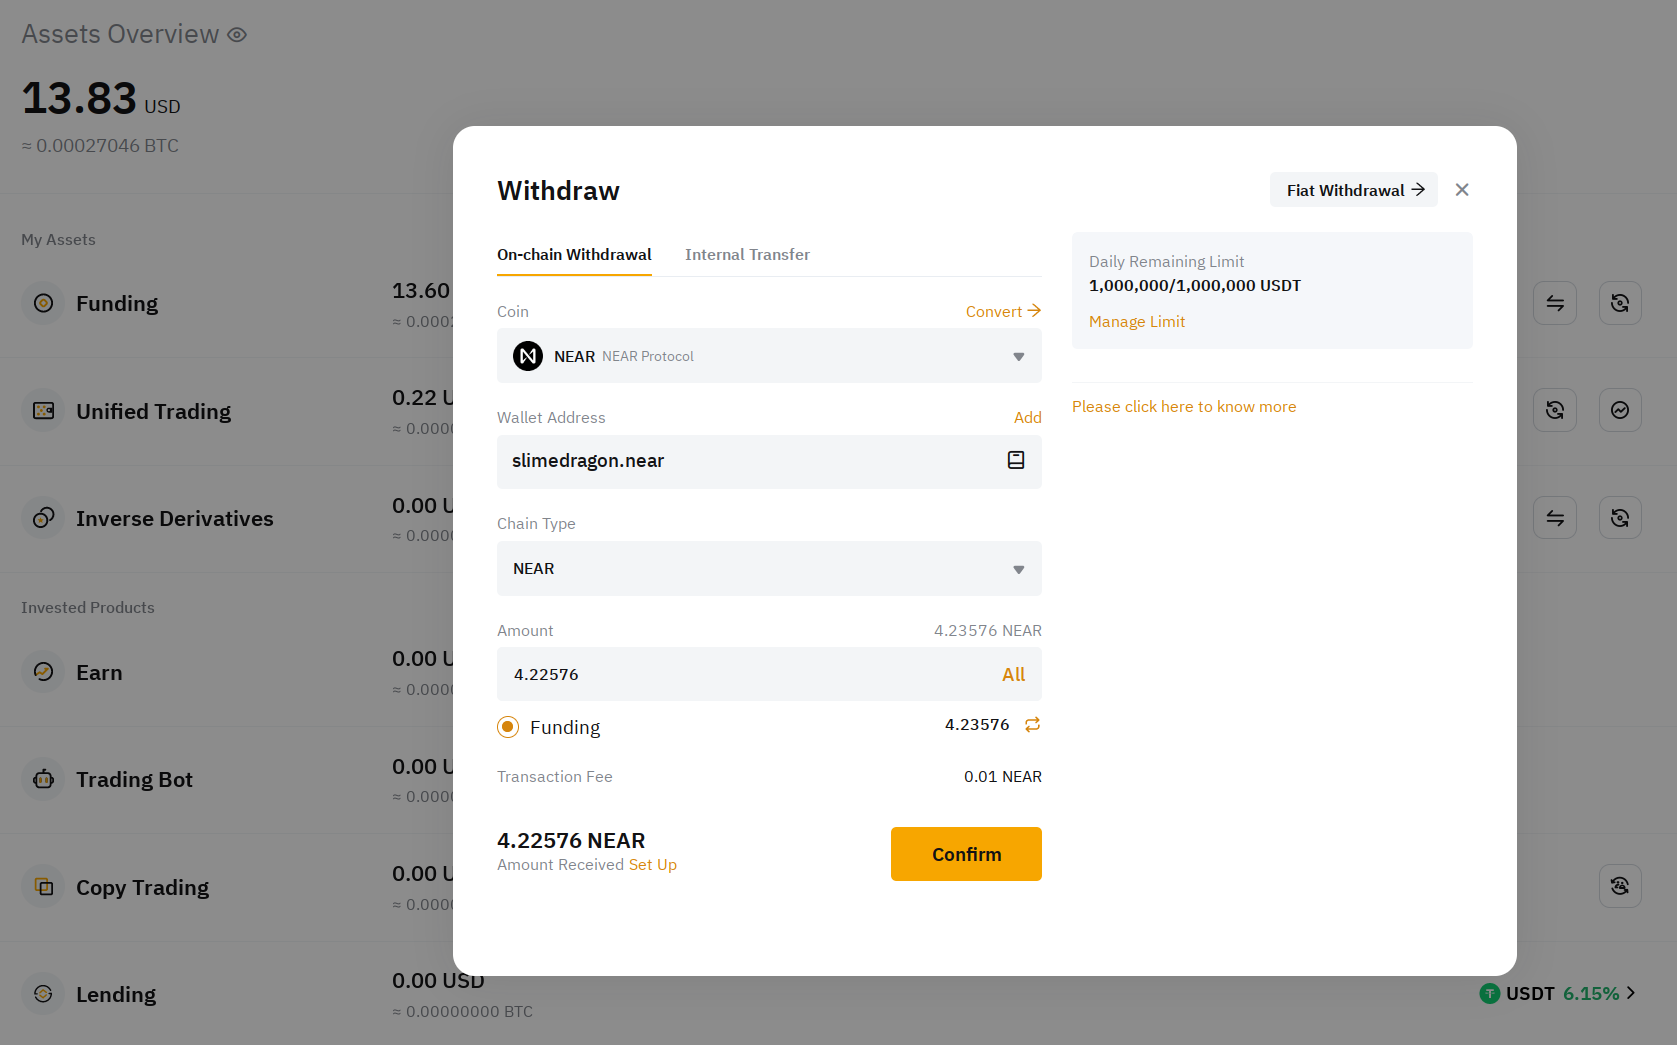 Assets Overview
13.83 USD
≈ 0.00027046 BTC
My Assets
Funding
13.60
≈ 0.000
Unified Trading
0.22 U
≈ 0.0000
Inverse Derivatives
0.00 U
≈ 0.0000
Invested Products
Earn
0.00 U
≈ 0.0000
Trading Bot
0.00 U
≈ 0.0000
Copy Trading
0.00 U
≈ 0.0000
Lending
0.00 USD
≈ 0.00000000 BTC
USDT 6.15%
Withdraw
Fiat Withdrawal
On-chain Withdrawal Internal Transfer
Coin Convert
NEAR NEAR Protocol
Wallet Address Add
slimedragon.near
Chain Type
NEAR
Amount 4.23576 NEAR
4.22576 All
Funding 4.23576
Transaction Fee 0.01 NEAR
4.22576 NEAR
Amount Received Set Up
Confirm
Daily Remaining Limit
1,000,000/1,000,000 USDT
Manage Limit
Please click here to know more